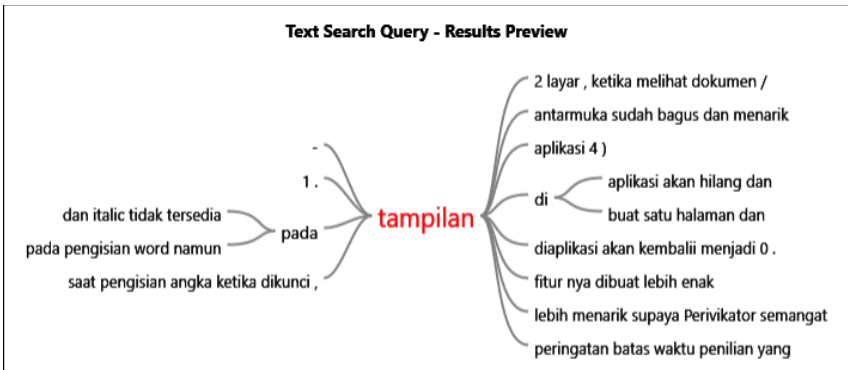 Text Search Query - Results Preview
-
1 .
dan italic tidak tersedia
pada pengisian word namun
pada
saat pengisian angka ketika dikunci ,
tampilan
2 layar , ketika melihat dokumen /
antarmuka sudah bagus dan menarik
aplikasi 4 )
di
aplikasi akan hilang dan
buat satu halaman dan
diaplikasi akan kembalii menjadi 0 .
fitur nya dibuat lebih enak
lebih menarik supaya Perivikator semangat
peringatan batas waktu penilian yang